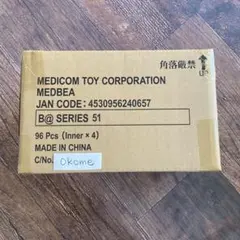 角落厳禁
UP
MEDICOM TOY CORPORATION
MEDBEA
JAN CODE: 4530956240657
B@ SERIES 51
96 Pcs (Inner × 4)
MADE IN CHINA
C/No. Okome